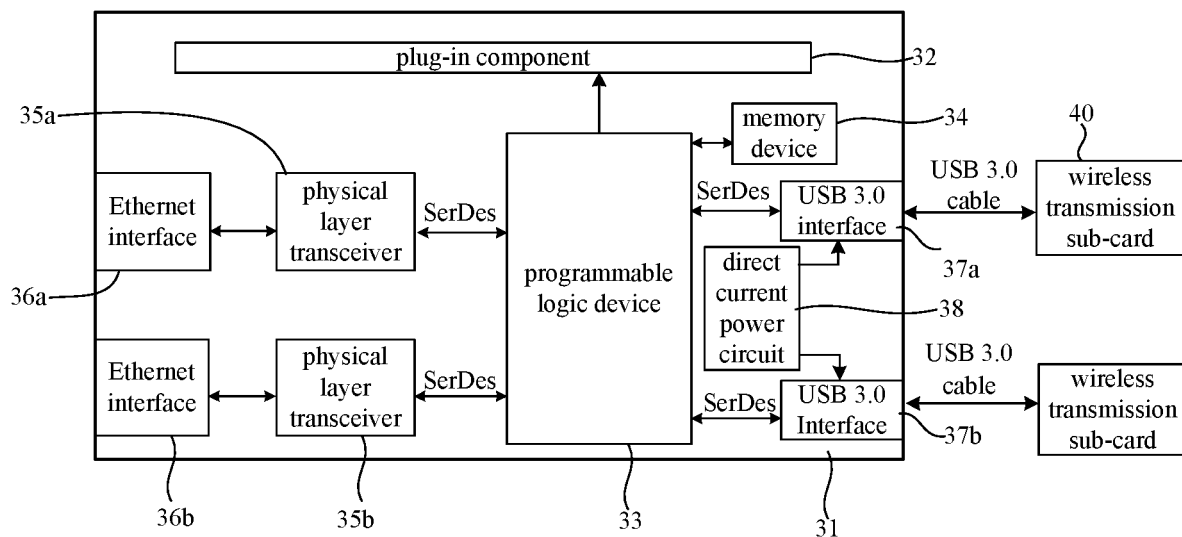 plug-in component
32
35a
memory
device
34
40
Ethernet
interface
physical
layer
transceiver
SerDes
SerDes
USB 3.0
interface
USB 3.0
cable
wireless
transmission
sub-card
36a
programmable
logic device
direct
current
power
circuit
37a
38
Ethernet
interface
physical
layer
transceiver
SerDes
SerDes
USB 3.0
Interface
USB 3.0
cable
wireless
transmission
sub-card
37b
36b
35b
33
31